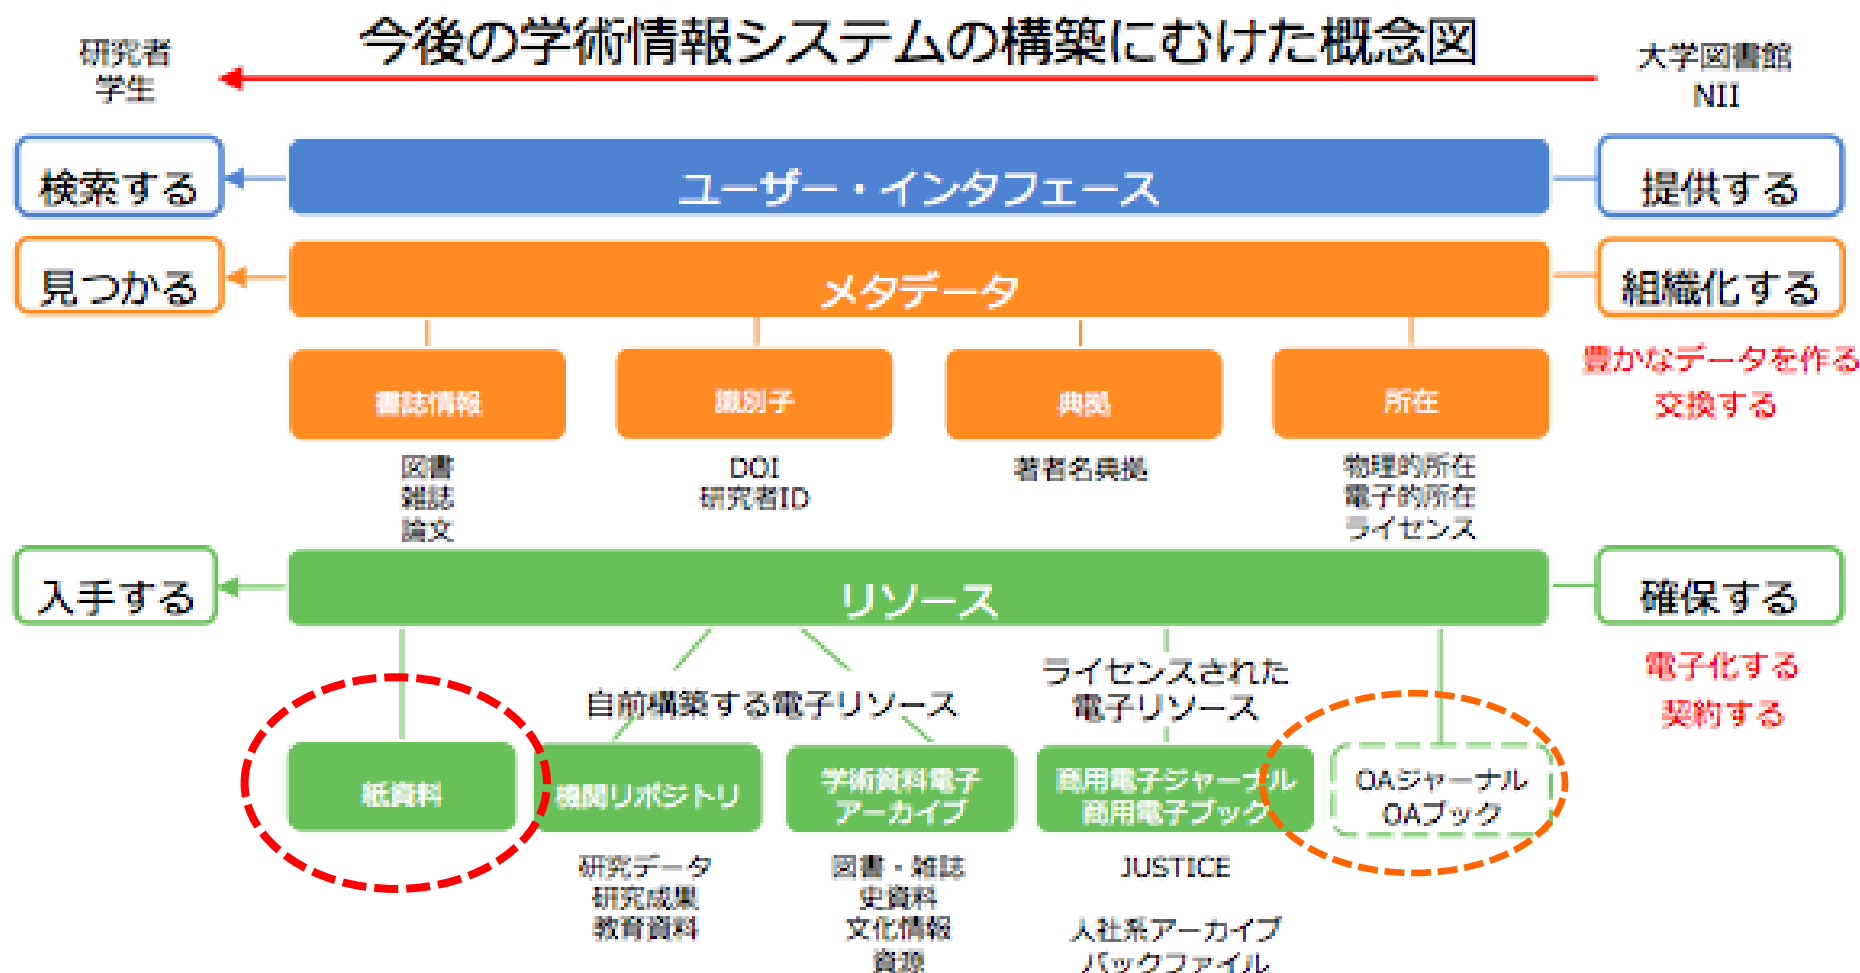 今後の学術情報システムの構築にむけた概念図
研究者
学生
大学図書館
NII
検索する
ユーザー・インタフェース
提供する
見つかる
メタデータ
組織化する
豊かなデータを作る
交換する
書誌情報
識別子
典拠
所在
図書
雑誌
論文
DOI
研究者ID
著者名典拠
物理的所在
電子的所在
ライセンス
入手する
リソース
確保する
電子化する
契約する
自前構築する電子リソース
ライセンスされた
電子リソース
紙資料
機関リポジトリ
学術資料電子
アーカイブ
商用電子ジャーナル
商用電子ブック
OAジャーナル
OAブック
研究データ
研究成果
教育資料
図書・雑誌
史資料
文化情報
資源
JUSTICE
人社系アーカイブ
バックファイル